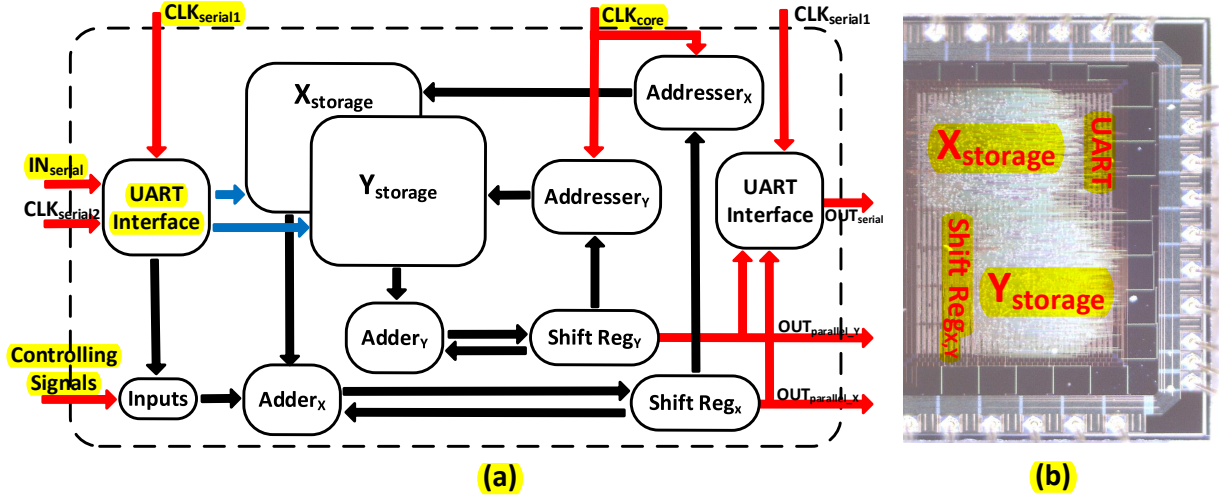 CLKserial1
CLKcore
CLKserial1
Xstorage
AddresserX
INserial
CLKserial2
UART
Interface
Ystorage
AddresserY
UART
Interface
OUTserial
AdderY
Shift RegY
OUTparallel_Y
Controlling
Signals
Inputs
AdderX
Shift Regx
OUTparallel_x
(a)
Xstorage
UART
Shift Regx,Y
Ystorage
(b)